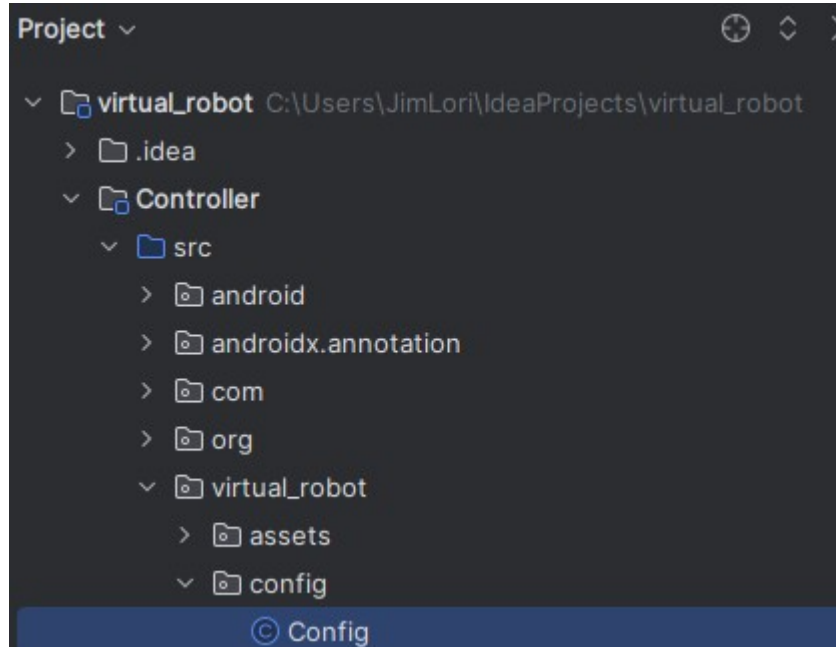 Project
virtual_robot C:\Users\JimLori\IdeaProjects\virtual_robot
.idea
Controller
src
android
androidx.annotation
com
org
virtual_robot
assets
config
Config